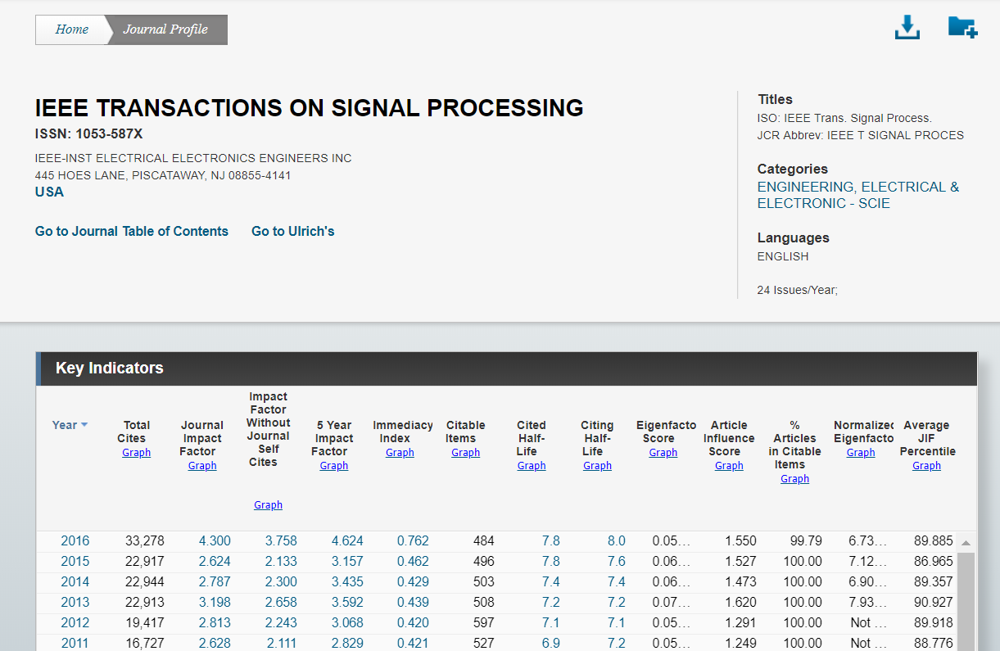 Home Journal Profile
IEEE TRANSACTIONS ON SIGNAL PROCESSING
ISSN: 1053-587X
IEEE-INST ELECTRICAL ELECTRONICS ENGINEERS INC
445 HOES LANE, PISCATAWAY, NJ 08855-4141
USA
Go to Journal Table of Contents Go to Ulrich's
Titles
ISO: IEEE Trans. Signal Process.
JCR Abbrev: IEEE T SIGNAL PROCES
Categories
ENGINEERING, ELECTRICAL &
ELECTRONIC - SCIE
Languages
ENGLISH
24 Issues/Year;
Key Indicators
Year
Total
Cites
Graph
Journal
Impact
Factor
Graph
Impact
Factor
Without
Journal
Self
Cites
Graph
5 Year
Impact
Factor
Graph
Immediacy
Index
Graph
Citable
Items
Graph
Cited
Half-
Life
Graph
Citing
Half-
Life
Graph
Eigenfacto
Score
Graph
Article
Influence
Score
Graph
%
Articles
in Citable
Items
Graph
Normalized
Eigenfacto
Graph
Average
JIF
Percentile
Graph
2016 33,278 4.300 3.758 4.624 0.762 484 7.8 8.0 0.05... 1.550 99.79 6.73... 89.885
2015 22,917 2.624 2.133 3.157 0.462 496 7.8 7.6 0.06... 1.527 100.00 7.12... 86.965
2014 22,944 2.787 2.300 3.435 0.429 503 7.4 7.4 0.06... 1.473 100.00 6.90... 89.357
2013 22,913 3.198 2.658 3.592 0.439 508 7.2 7.2 0.07... 1.620 100.00 7.93... 90.927
2012 19,417 2.813 2.243 3.068 0.420 597 7.1 7.1 0.05... 1.291 100.00 Not ... 89.918
2011 16,727 2.628 2.111 2.829 0.421 527 6.9 7.2 0.05... 1.249 100.00 Not ... 88.776